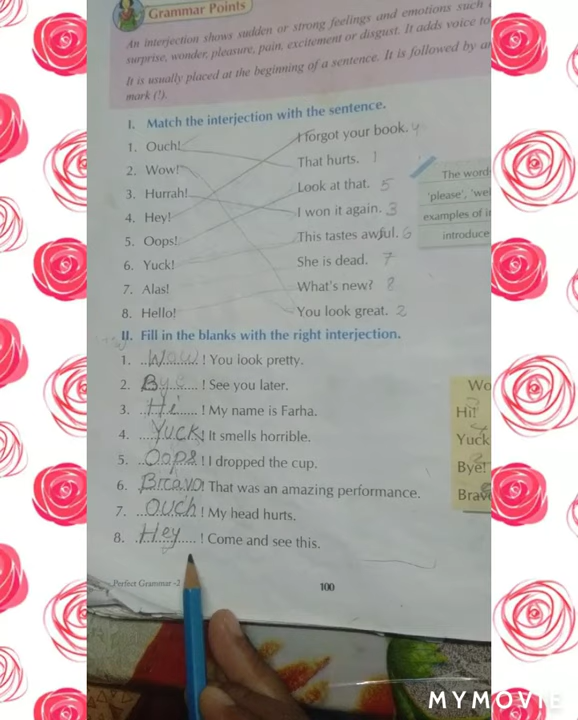 Grammar Points
An interjection shows sudden or strong feelings and emotions such
surprise, wonder, pleasure, pain, excitement or disgust. It adds voice to
It is usually placed at the beginning of a sentence. It is followed by an
mark (!).
I. Match the interjection with the sentence.
1. Ouch! I forgot your book. 4
2. Wow! That hurts. 1
3. Hurrah! Look at that. 5
4. Hey! I won it again. 3
5. Oops! This tastes awful. 6
6. Yuck! She is dead. 7
7. Alas! What's new? 8
8. Hello! You look great. 2
The word
'please', 'wel
examples of in
introduce
II. Fill in the blanks with the right interjection.
1. Wow! You look pretty.
2. Bye! See you later.
3. Hi! My name is Farha.
4. Yuck! It smells horrible.
5. Oops! I dropped the cup.
6. Bravo! That was an amazing performance.
7. Ouch! My head hurts.
8. Hey! Come and see this.
Wo
Hi!
Yuck
Bye!
Brav
Perfect Grammar -2
100
MYMOVIE